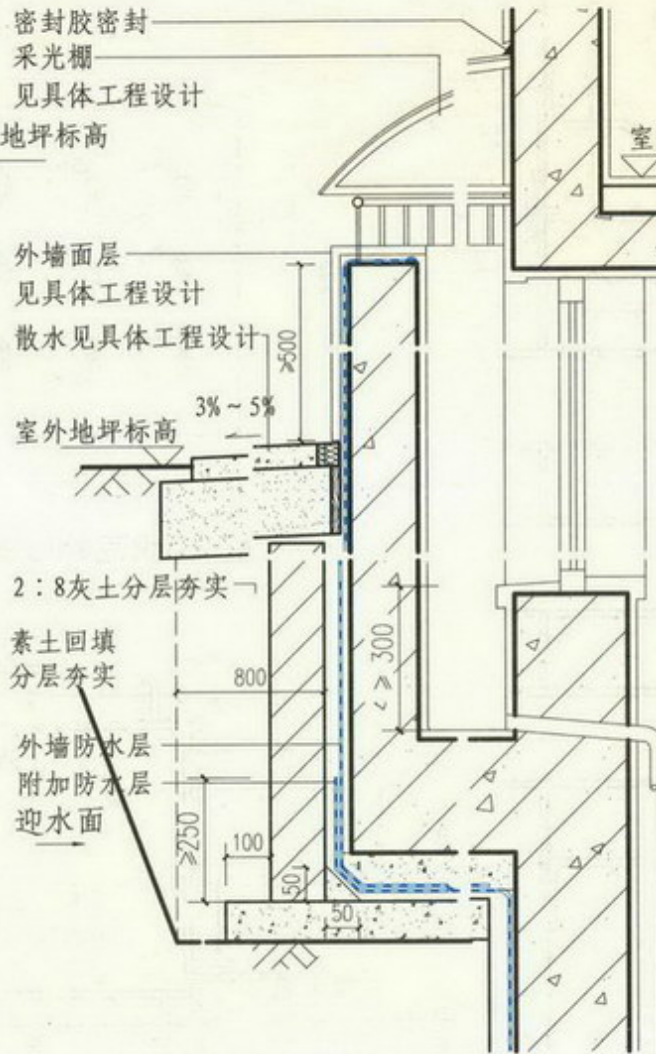 密封胶密封
采光棚
见具体工程设计
地坪标高
室
外墙面层
见具体工程设计
散水见具体工程设计
≥500
3%～5%
室外地坪标高
2：8灰土分层夯实
≥300
素土回填
分层夯实
800
外墙防水层
附加防水层
迎水面
≥250
100
50
50